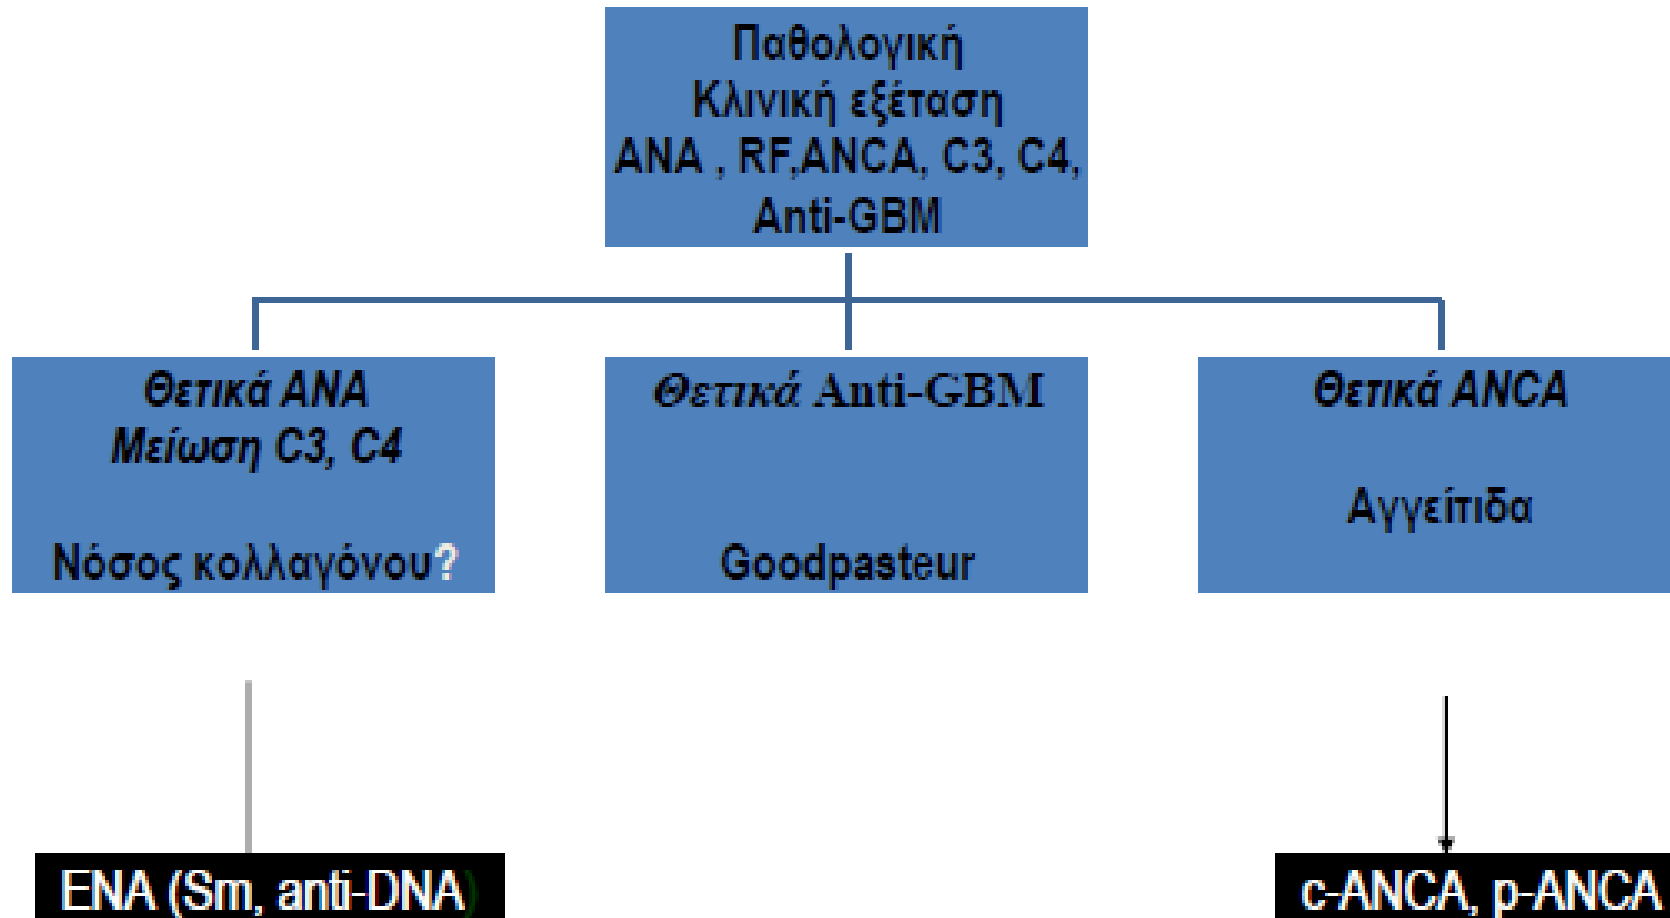 Παθολογική
Κλινική εξέταση
ANA , RF,ANCA, C3, C4,
Anti-GBM
Θετικά ANA
Μείωση C3, C4
Νόσος κολλαγόνου?
Θετικά Anti-GBM
Goodpasteur
Θετικά ANCA
Αγγείτιδα
ENA (Sm, anti-DNA)
c-ANCA, p-ANCA